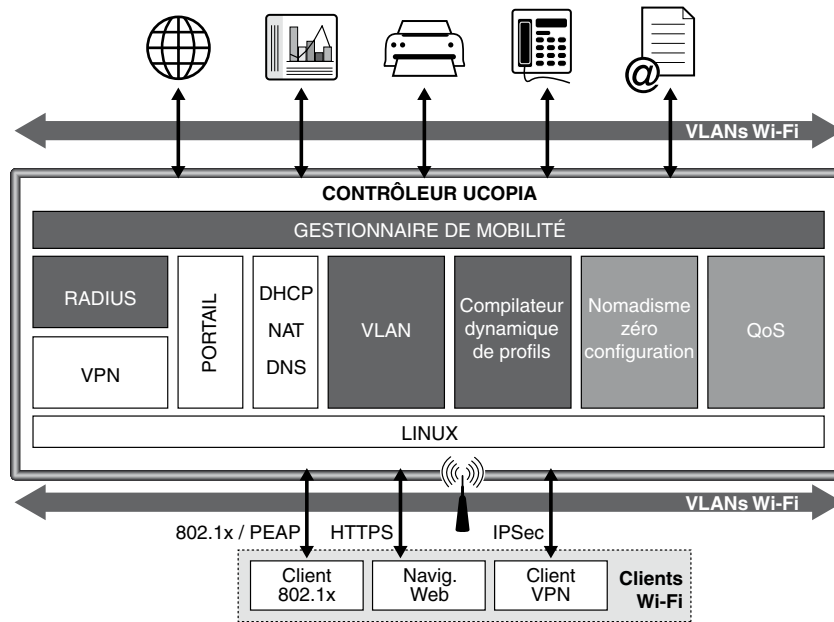 @
VLANs Wi-Fi
CONTRÔLEUR UCOPIA
GESTIONNAIRE DE MOBILITÉ
RADIUS
VPN
PORTAIL
DHCP
NAT
DNS
VLAN
Compilateur
dynamique
de profils
Nomadisme
zéro
configuration
QoS
LINUX
VLANs Wi-Fi
802.1x / PEAP
HTTPS
IPSec
Client
802.1x
Navig.
Web
Client
VPN
Clients
Wi-Fi